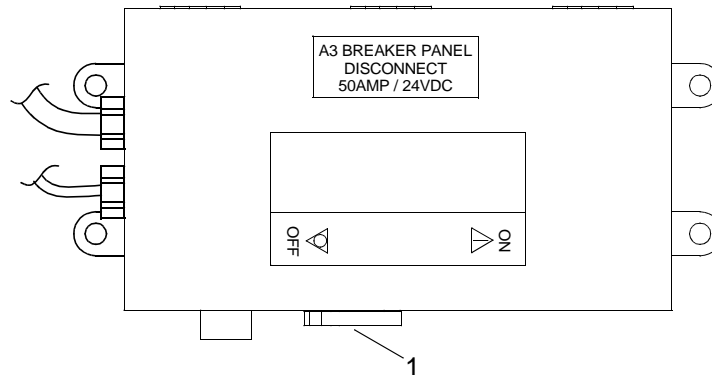 A3 BREAKER PANEL
DISCONNECT
50AMP / 24VDC
OFF
ON
1